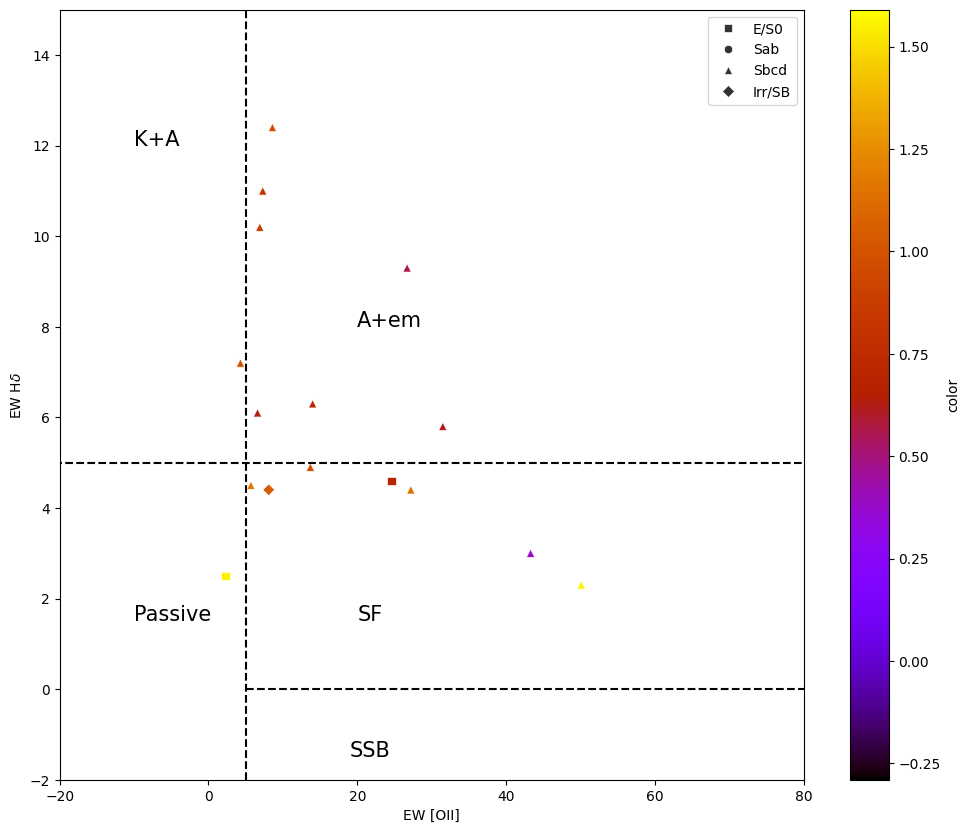 E/S0
Sab
Sbcd
Irr/SB
K+A
A+em
Passive
SF
SSB
14
12
10
8
6
4
2
0
−2
EW Hδ
−20
0
20
40
60
80
EW [OII]
1.50
1.25
1.00
0.75
0.50
0.25
0.00
−0.25
color